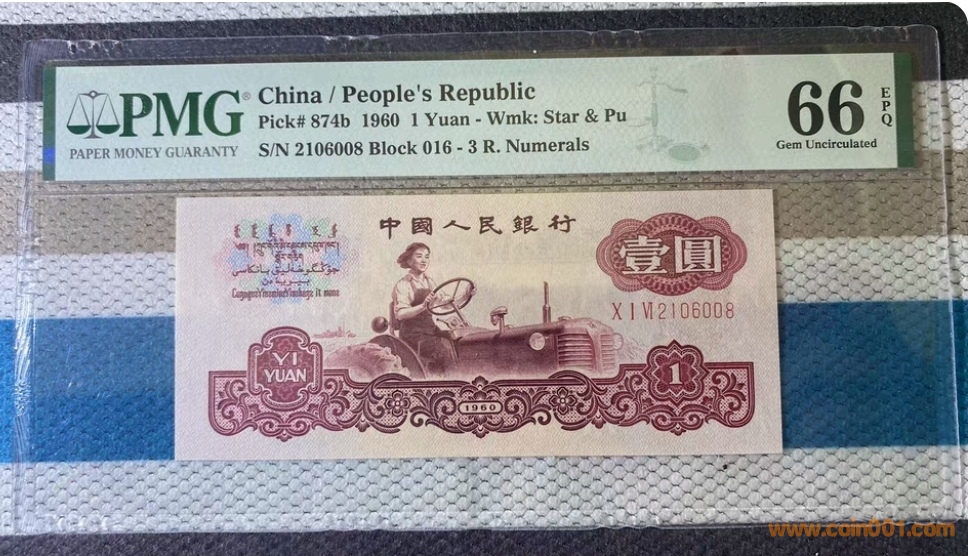 PMG®
PAPER MONEY GUARANTY
China / People's Republic
Pick# 874b 1960 1 Yuan - Wmk: Star & Pu
S/N 2106008 Block 016 - 3 R. Numerals
66 EPQ
Gem Uncirculated
中國人民銀行
壹圓
X I VI 2106008
YI
YUAN
1
1960
www.coin001.com